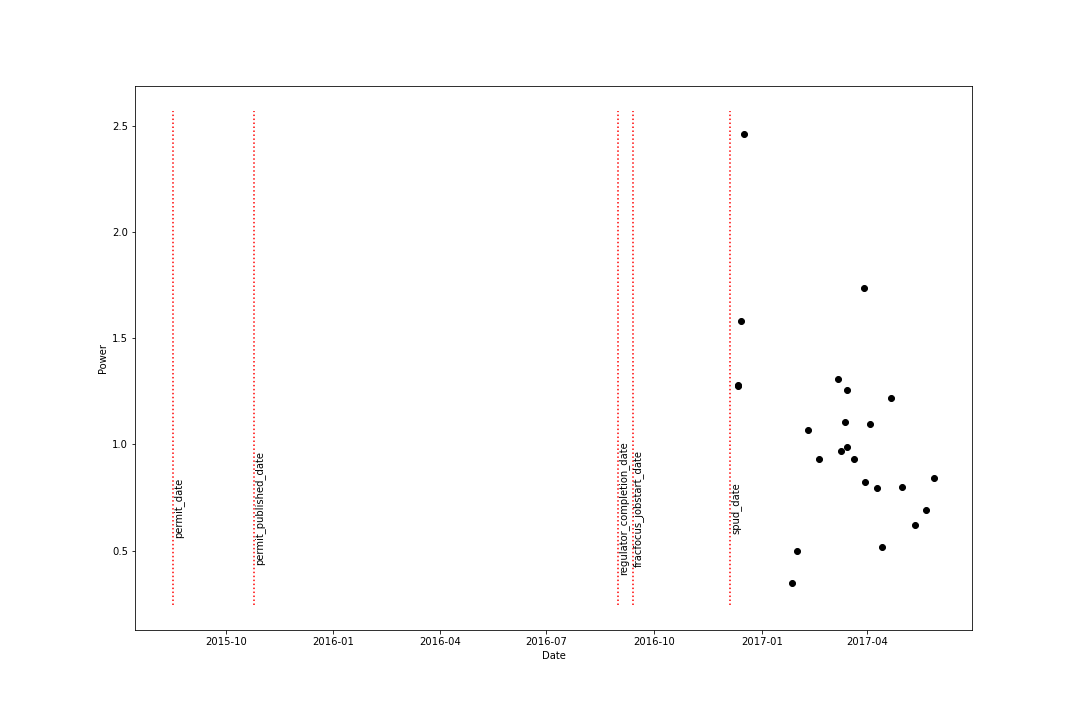 2.5
2.0
1.5
1.0
0.5
Power
permit_date
permit_published_date
regulator_completion_date
fracfocus_jobstart_date
spud_date
2015-10
2016-01
2016-04
2016-07
2016-10
2017-01
2017-04
Date